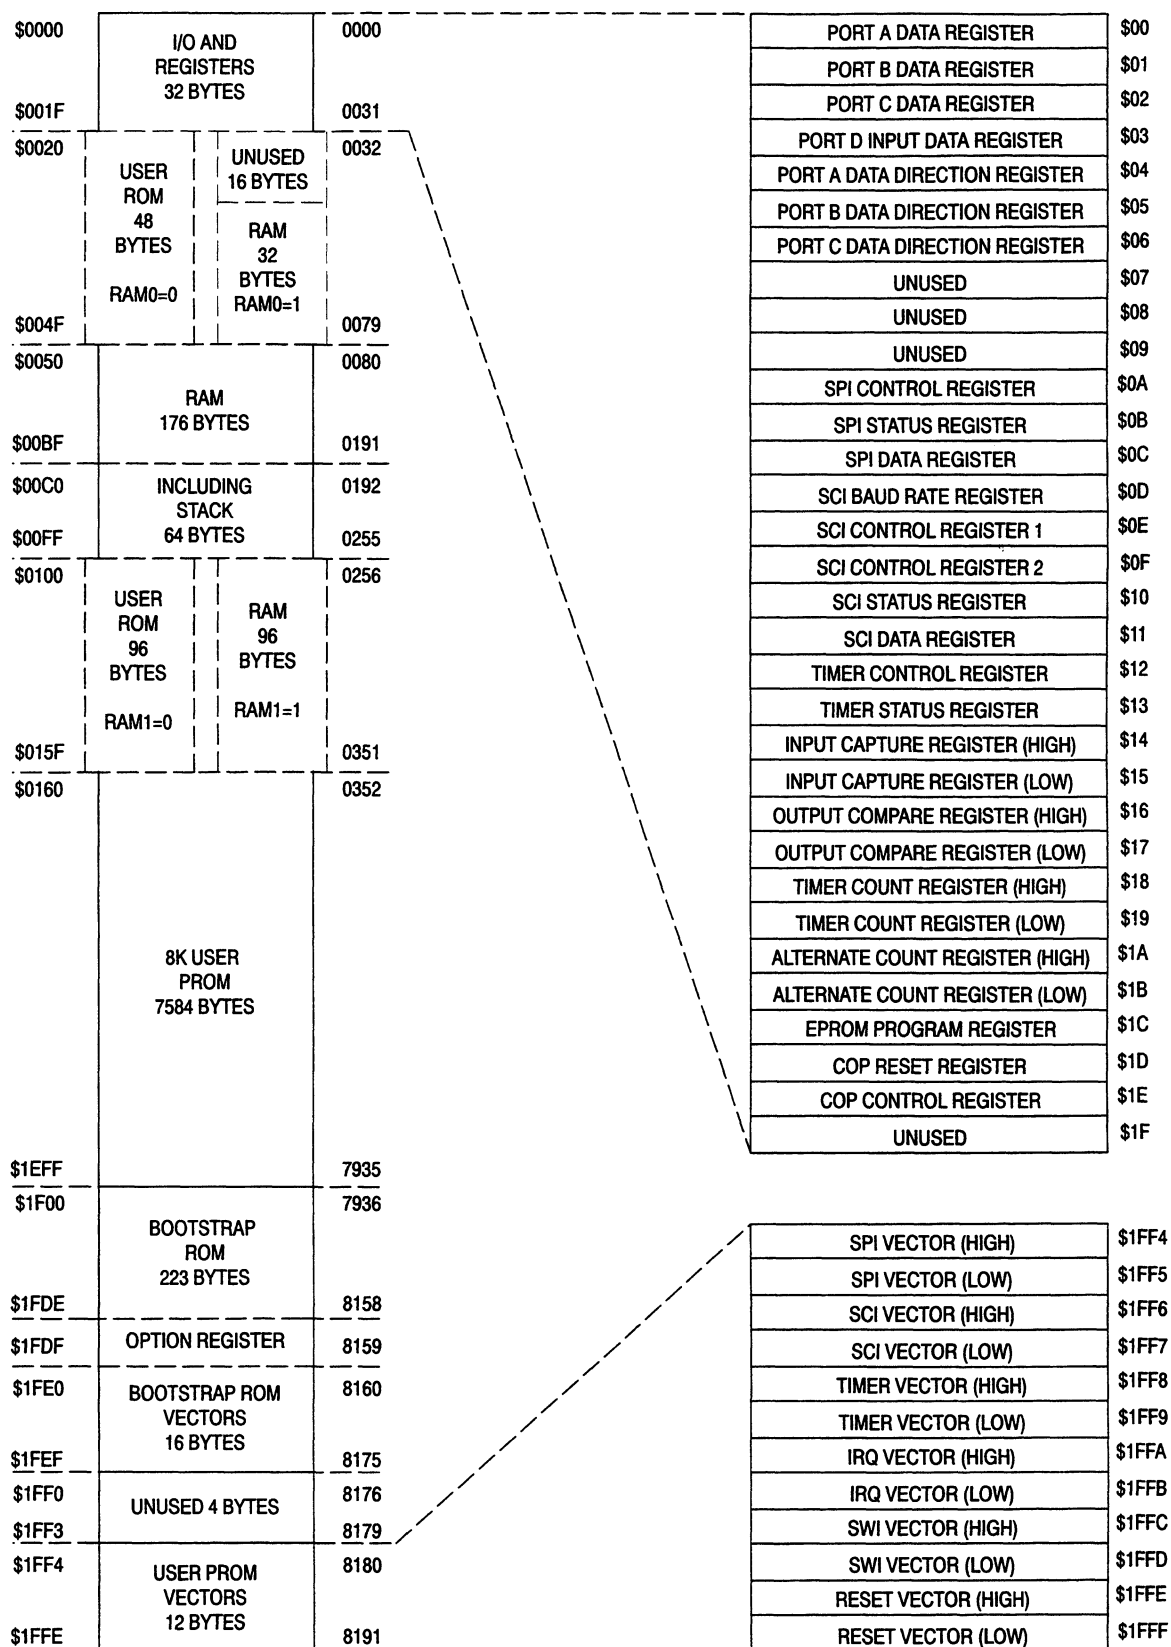 $0000
I/O AND
REGISTERS
32 BYTES
0000
$001F
0031
$0020
USER
ROM
48
BYTES
RAM0=0
UNUSED
16 BYTES
RAM
32
BYTES
RAM0=1
0032
$004F
0079
$0050
RAM
176 BYTES
0080
$00BF
0191
$00C0
INCLUDING
STACK
64 BYTES
0192
$00FF
0255
$0100
USER
ROM
96
BYTES
RAM1=0
RAM
96
BYTES
RAM1=1
0256
$015F
0351
$0160
0352
8K USER
PROM
7584 BYTES
$1EFF
7935
$1F00
7936
BOOTSTRAP
ROM
223 BYTES
$1FDE
8158
$1FDF
OPTION REGISTER
8159
$1FE0
BOOTSTRAP ROM
VECTORS
16 BYTES
8160
$1FEF
8175
$1FF0
UNUSED 4 BYTES
8176
$1FF3
8179
$1FF4
USER PROM
VECTORS
12 BYTES
8180
$1FFE
8191
PORT A DATA REGISTER $00
PORT B DATA REGISTER $01
PORT C DATA REGISTER $02
PORT D INPUT DATA REGISTER $03
PORT A DATA DIRECTION REGISTER $04
PORT B DATA DIRECTION REGISTER $05
PORT C DATA DIRECTION REGISTER $06
UNUSED $07
UNUSED $08
UNUSED $09
SPI CONTROL REGISTER $0A
SPI STATUS REGISTER $0B
SPI DATA REGISTER $0C
SCI BAUD RATE REGISTER $0D
SCI CONTROL REGISTER 1 $0E
SCI CONTROL REGISTER 2 $0F
SCI STATUS REGISTER $10
SCI DATA REGISTER $11
TIMER CONTROL REGISTER $12
TIMER STATUS REGISTER $13
INPUT CAPTURE REGISTER (HIGH) $14
INPUT CAPTURE REGISTER (LOW) $15
OUTPUT COMPARE REGISTER (HIGH) $16
OUTPUT COMPARE REGISTER (LOW) $17
TIMER COUNT REGISTER (HIGH) $18
TIMER COUNT REGISTER (LOW) $19
ALTERNATE COUNT REGISTER (HIGH) $1A
ALTERNATE COUNT REGISTER (LOW) $1B
EPROM PROGRAM REGISTER $1C
COP RESET REGISTER $1D
COP CONTROL REGISTER $1E
UNUSED $1F
SPI VECTOR (HIGH) $1FF4
SPI VECTOR (LOW) $1FF5
SCI VECTOR (HIGH) $1FF6
SCI VECTOR (LOW) $1FF7
TIMER VECTOR (HIGH) $1FF8
TIMER VECTOR (LOW) $1FF9
IRQ VECTOR (HIGH) $1FFA
IRQ VECTOR (LOW) $1FFB
SWI VECTOR (HIGH) $1FFC
SWI VECTOR (LOW) $1FFD
RESET VECTOR (HIGH) $1FFE
RESET VECTOR (LOW) $1FFF